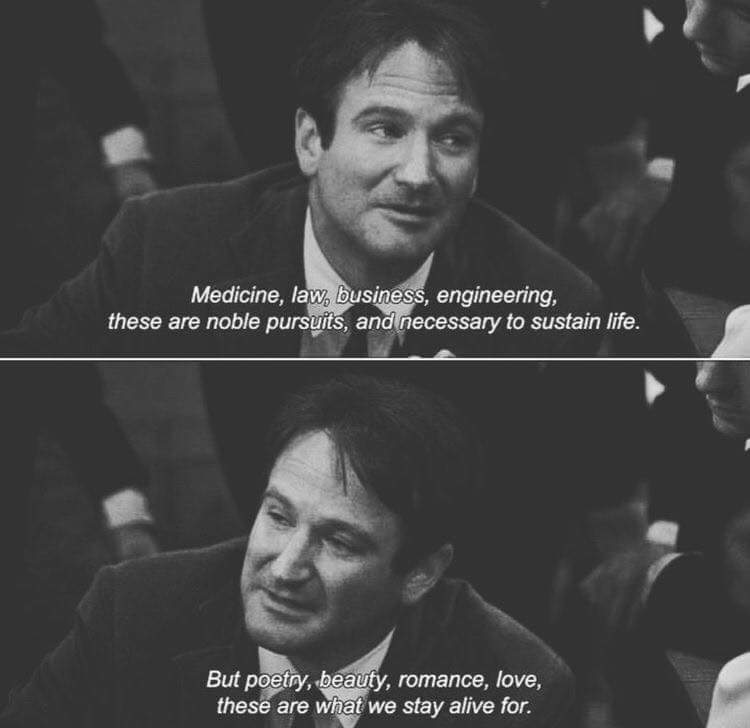 Medicine, law, business, engineering,
these are noble pursuits, and necessary to sustain life.
But poetry, beauty, romance, love,
these are what we stay alive for.